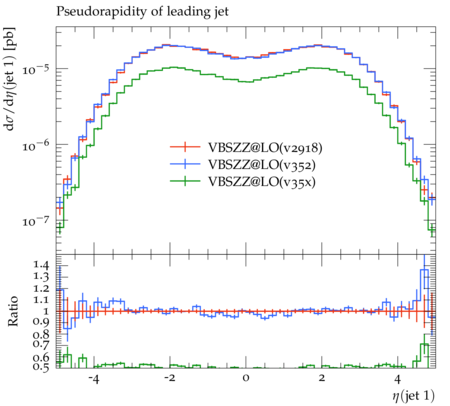 Pseudorapidity of leading jet
dσ/dη(jet 1) [pb]
10⁻⁵
10⁻⁶
10⁻⁷
VBSZZ@LO(v2918)
VBSZZ@LO(v352)
VBSZZ@LO(v35x)
Ratio
1.4
1.3
1.2
1.1
1
0.9
0.8
0.7
0.6
0.5
-4 -2 0 2 4
η(jet 1)